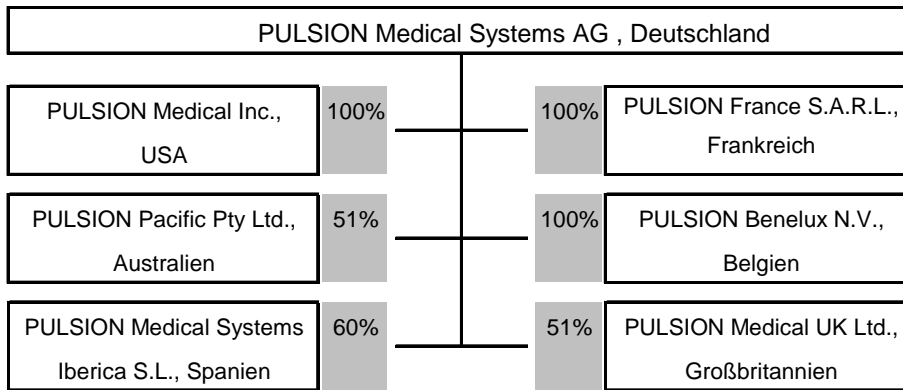 PULSION Medical Systems AG , Deutschland
PULSION Medical Inc.,
USA
100%
100%
PULSION France S.A.R.L.,
Frankreich
PULSION Pacific Pty Ltd.,
Australien
51%
100%
PULSION Benelux N.V.,
Belgien
PULSION Medical Systems
Iberica S.L., Spanien
60%
51%
PULSION Medical UK Ltd.,
Großbritannien